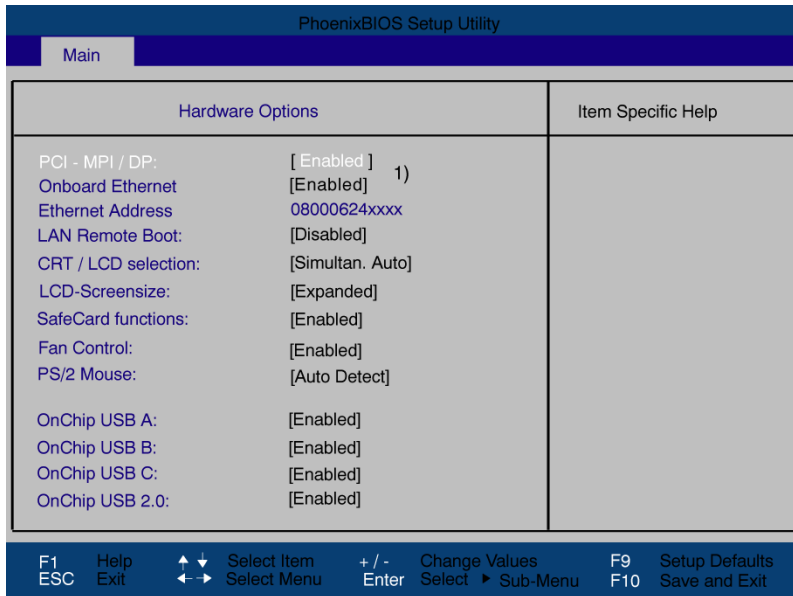 PhoenixBIOS Setup Utility
Main
Hardware Options
Item Specific Help
PCI - MPI / DP: [ Enabled ] 1)
Onboard Ethernet [Enabled]
Ethernet Address 08000624xxxx
LAN Remote Boot: [Disabled]
CRT / LCD selection: [Simultan. Auto]
LCD-Screensize: [Expanded]
SafeCard functions: [Enabled]
Fan Control: [Enabled]
PS/2 Mouse: [Auto Detect]
OnChip USB A: [Enabled]
OnChip USB B: [Enabled]
OnChip USB C: [Enabled]
OnChip USB 2.0: [Enabled]
F1 Help Select Item + / - Change Values F9 Setup Defaults
ESC Exit Select Menu Enter Select Sub-Menu F10 Save and Exit